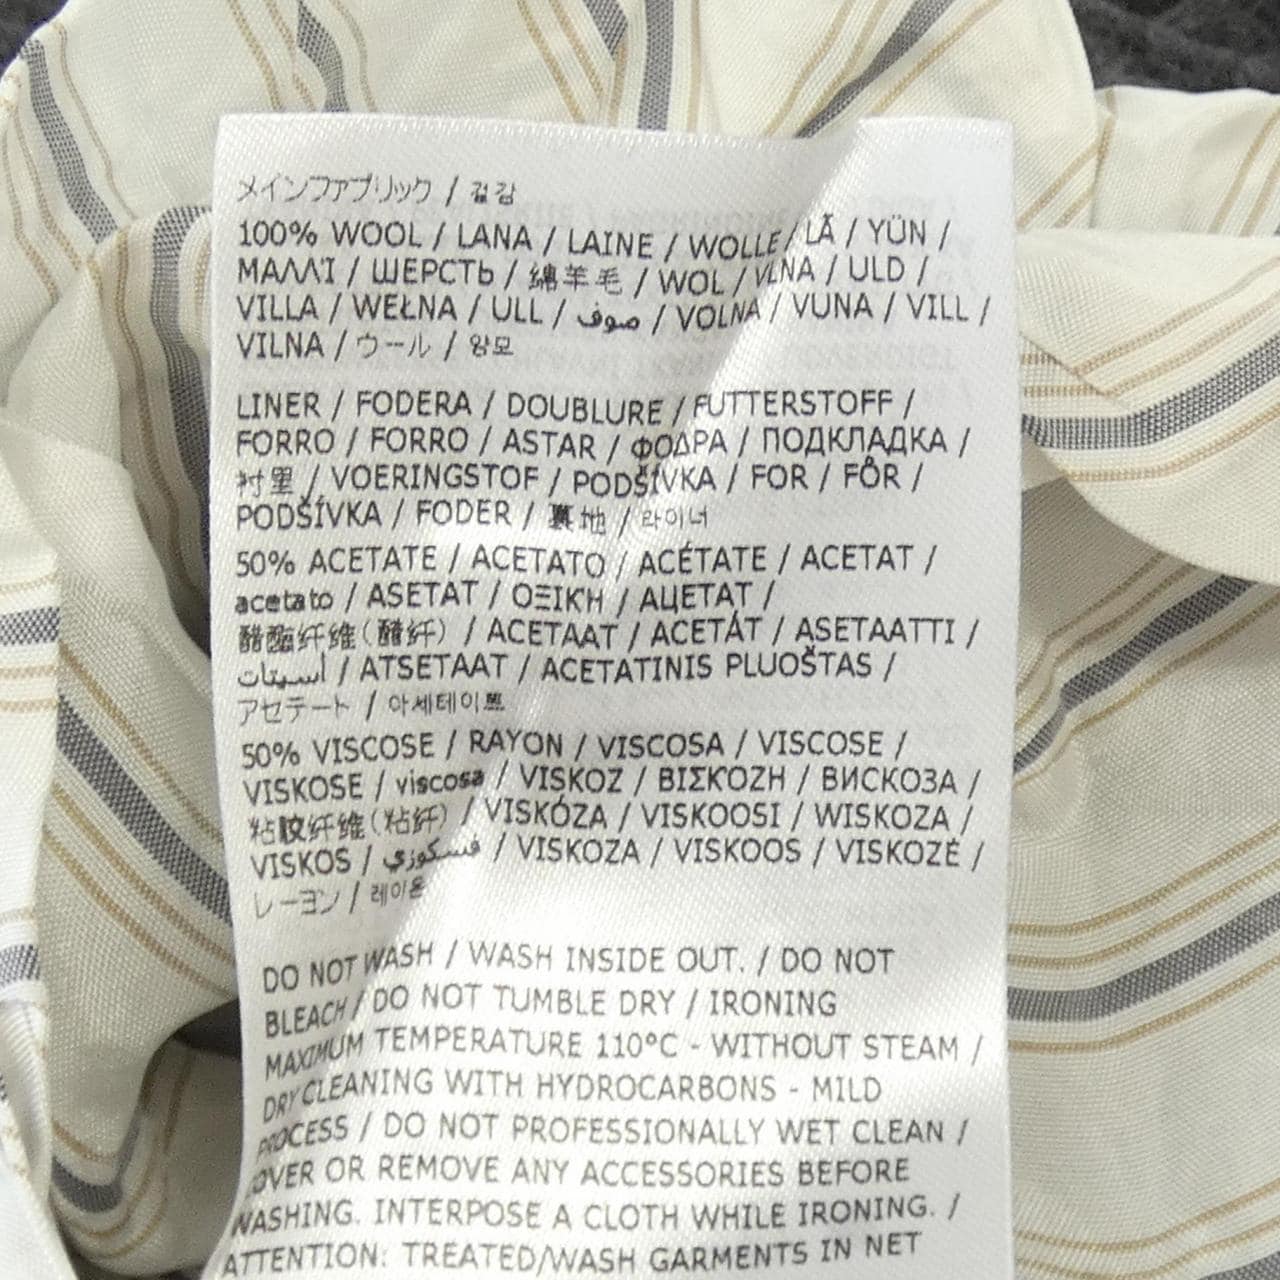 メインファブリック / 겉감
100% WOOL / LANA / LAINE / WOLLE / LÃ / YÜN /
ΜΑΛΛΊ / ШЕРСТЬ / 绵羊毛 / WOL / VLNA / ULD /
VILLA / WEŁNA / ULL / صوف / VOLNA / VUNA / VILL /
VILNA / ウール / 양모
LINER / FODERA / DOUBLURE / FUTTERSTOFF /
FORRO / FORRO / ASTAR / ΦΟΔΡΑ / ПОДКЛАДКА /
衬里 / VOERINGSTOF / PODŠÍVKA / FOR / FÔR /
PODŠÍVKA / FODER / 裏地 / 라이너
50% ACETATE / ACETATO / ACÉTATE / ACETAT /
acetato / ASETAT / ΟΞΙΚΉ / АЦЕТАТ /
醋酯纤维(醋纤) / ACETAAT / ACETÁT / ASETAATTI /
أسيتات / ATSETAAT / ACETATINIS PLUOŠTAS /
アセテート / 아세테이트
50% VISCOSE / RAYON / VISCOSA / VISCOSE /
VISKOSE / viscosa / VISKOZ / ΒΙΣΚΌΖΗ / ВИСКОЗА /
粘胶纤维(粘纤) / VISKÓZA / VISKOOSI / WISKOZA /
VISKOS / فسكوزي / VISKOZA / VISKOOS / VISKOZĖ /
レーヨン / 레이온
DO NOT WASH / WASH INSIDE OUT. / DO NOT
BLEACH / DO NOT TUMBLE DRY / IRONING
MAXIMUM TEMPERATURE 110°C - WITHOUT STEAM /
DRY CLEANING WITH HYDROCARBONS - MILD
PROCESS / DO NOT PROFESSIONALLY WET CLEAN /
COVER OR REMOVE ANY ACCESSORIES BEFORE
WASHING. INTERPOSE A CLOTH WHILE IRONING. /
ATTENTION: TREATED/WASH GARMENTS IN NET